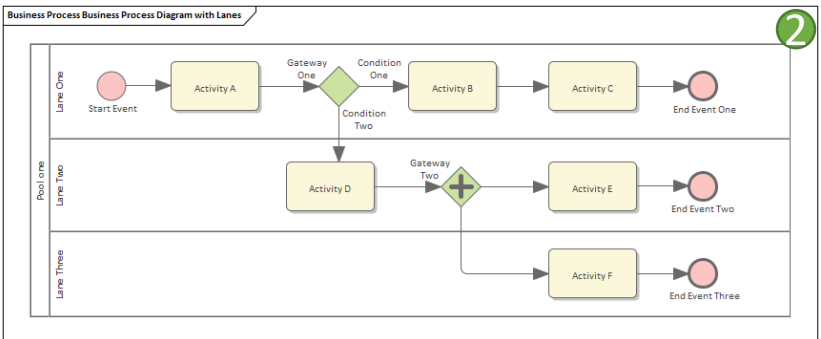 Business Process Business Process Diagram with Lanes
2
Pool one
Lane One
Start Event
Activity A
Gateway
One
Condition
One
Condition
Two
Activity B
Activity C
End Event One
Lane Two
Activity D
Gateway
Two
Activity E
End Event Two
Lane Three
Activity F
End Event Three